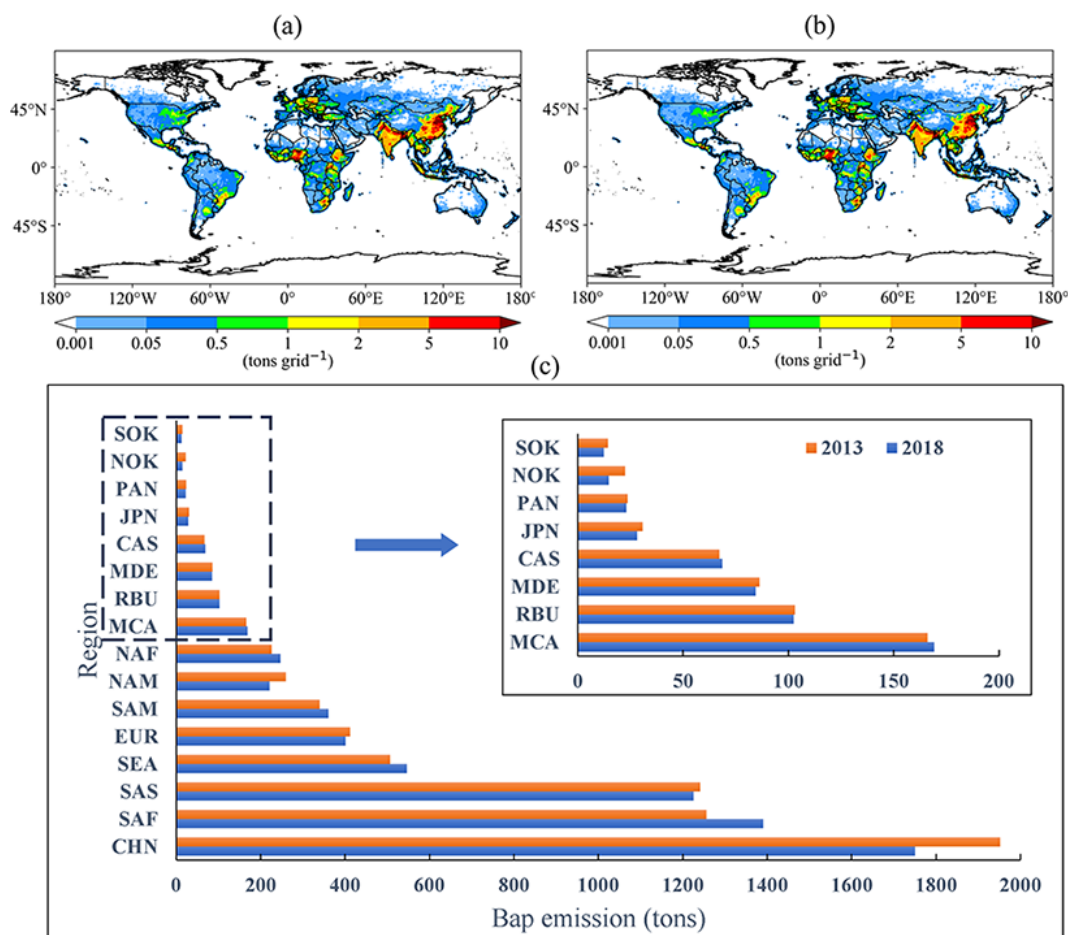 (a)
(b)
45°N
0°
45°S
180° 120°W 60°W 0° 60°E 120°E 180°
180° 120°W 60°W 0° 60°E 120°E 180°
0.001 0.05 0.5 1 2 5 10
(tons grid⁻¹)
0.001 0.05 0.5 1 2 5 10
(tons grid⁻¹)
(c)
Region
SOK
NOK
PAN
JPN
CAS
MDE
RBU
MCA
NAF
NAM
SAM
EUR
SEA
SAS
SAF
CHN
0 200 400 600 800 1000 1200 1400 1600 1800 2000
Bap emission (tons)
2013 2018
SOK
NOK
PAN
JPN
CAS
MDE
RBU
MCA
0 50 100 150 200